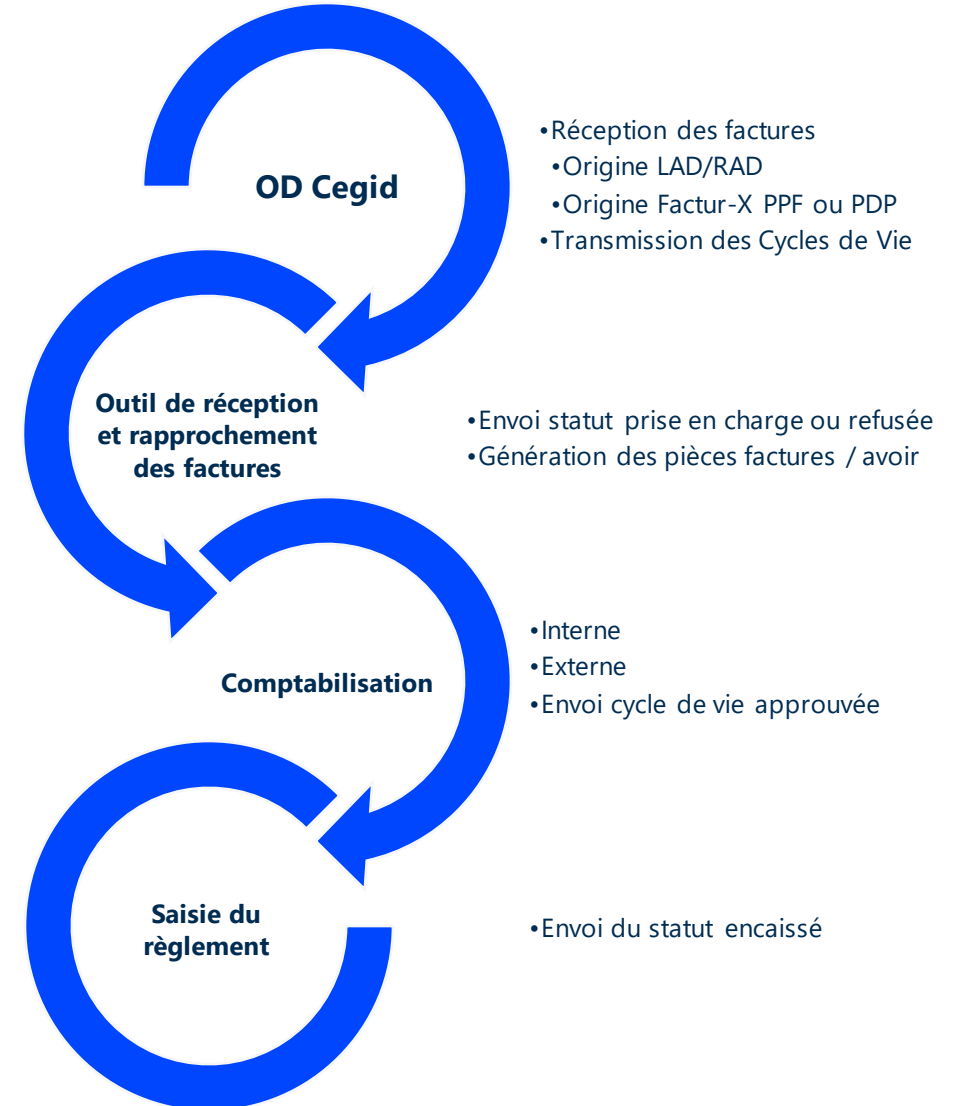 OD Cegid
•Réception des factures
•Origine LAD/RAD
•Origine Factur-X PPF ou PDP
•Transmission des Cycles de Vie
Outil de réception
et rapprochement
des factures
•Envoi statut prise en charge ou refusée
•Génération des pièces factures / avoir
Comptabilisation
•Interne
•Externe
•Envoi cycle de vie approuvée
Saisie du
règlement
•Envoi du statut encaissé